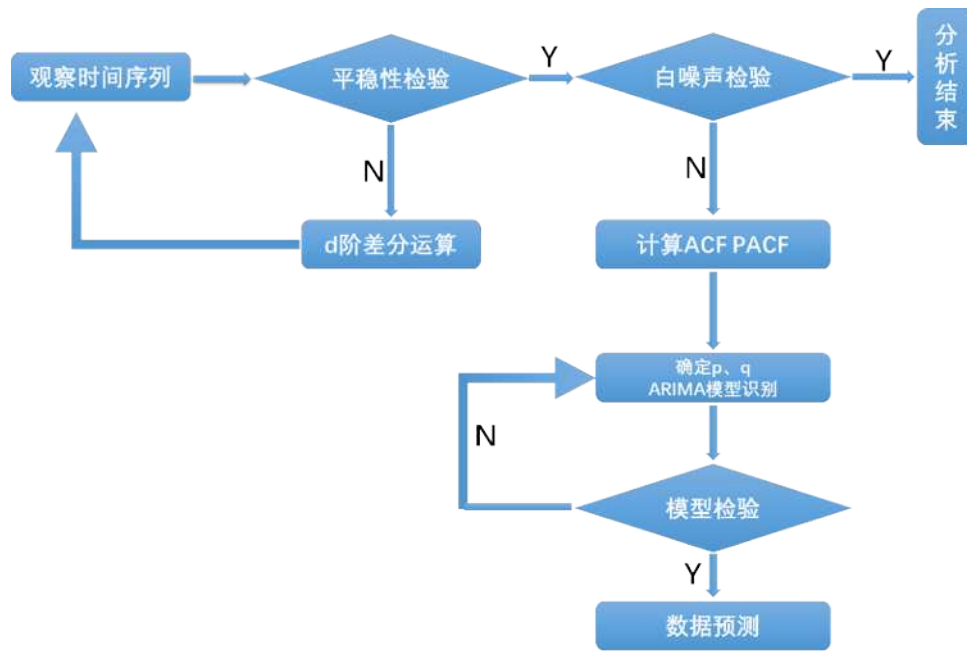 观察时间序列
平稳性检验
Y
白噪声检验
Y
分析结束
N
N
d阶差分运算
计算ACF PACF
确定p、q
ARIMA模型识别
N
模型检验
Y
数据预测